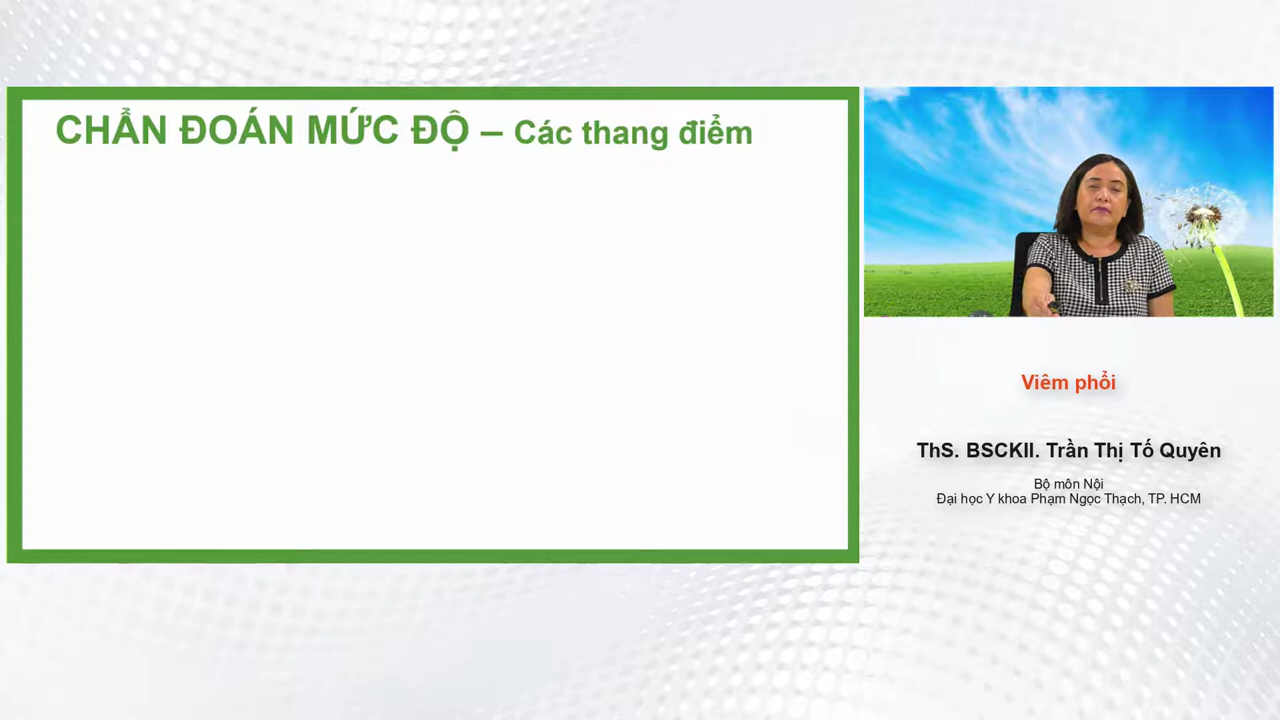 CHẨN ĐOÁN MỨC ĐỘ – Các thang điểm
Viêm phổi
ThS. BSCKII. Trần Thị Tố Quyên
Bộ môn Nội
Đại học Y khoa Phạm Ngọc Thạch, TP. HCM